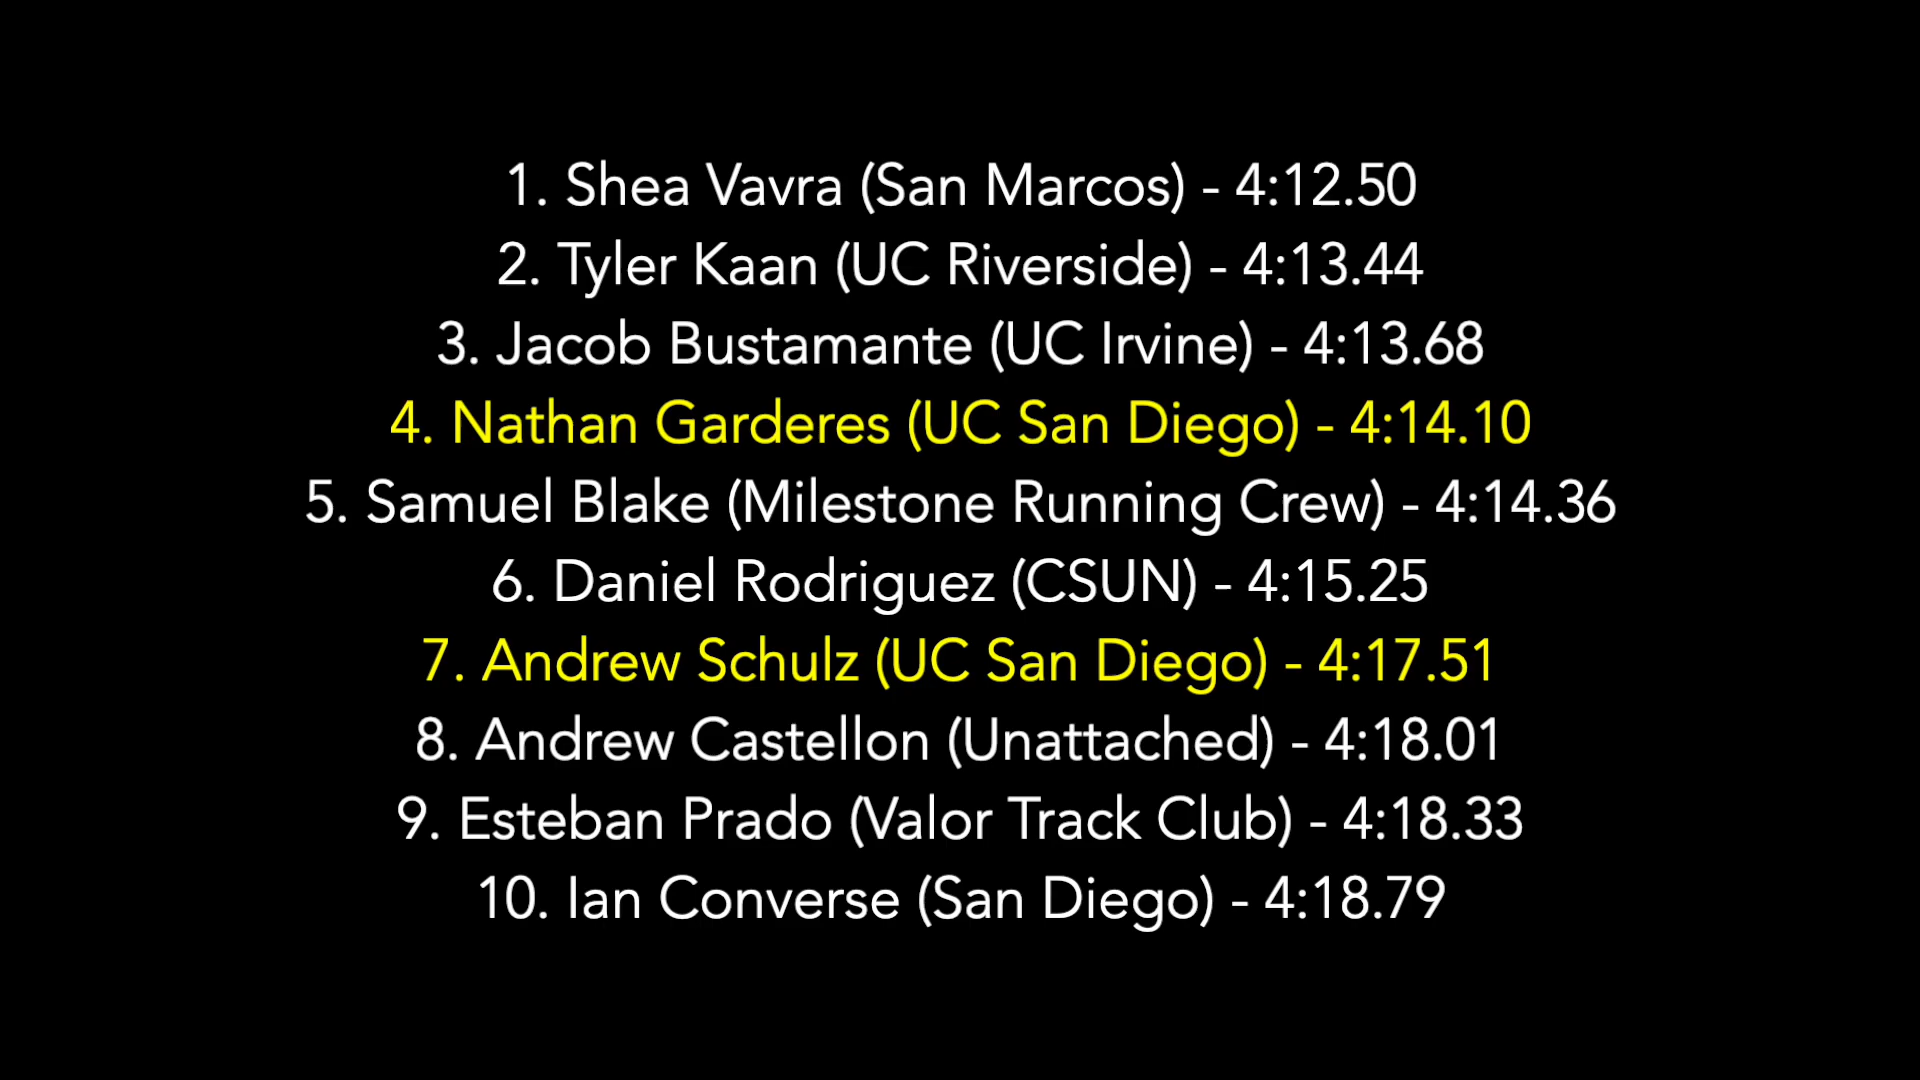 1. Shea Vavra (San Marcos) - 4:12.50
2. Tyler Kaan (UC Riverside) - 4:13.44
3. Jacob Bustamante (UC Irvine) - 4:13.68
4. Nathan Garderes (UC San Diego) - 4:14.10
5. Samuel Blake (Milestone Running Crew) - 4:14.36
6. Daniel Rodriguez (CSUN) - 4:15.25
7. Andrew Schulz (UC San Diego) - 4:17.51
8. Andrew Castellon (Unattached) - 4:18.01
9. Esteban Prado (Valor Track Club) - 4:18.33
10. Ian Converse (San Diego) - 4:18.79